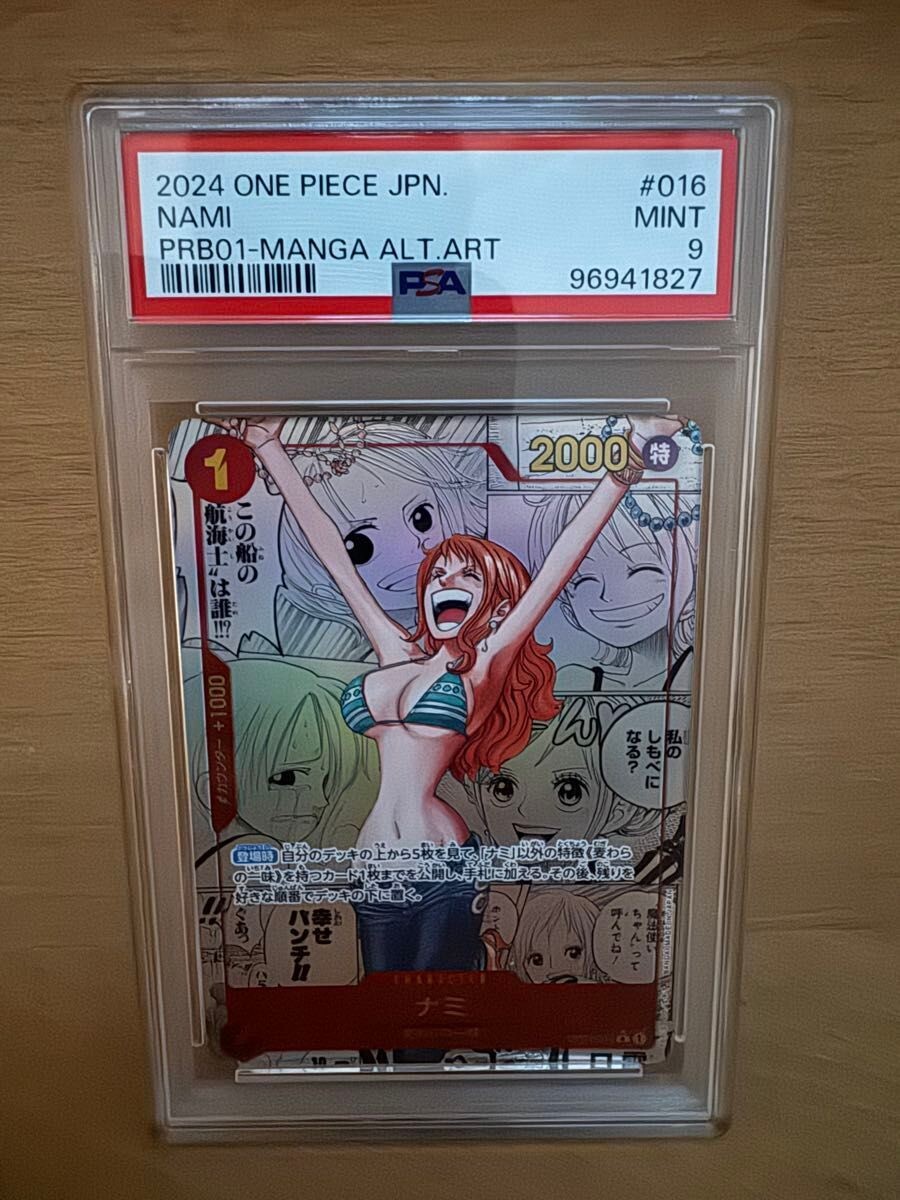 2024 ONE PIECE JPN.
#016
NAMI
MINT
PRB01-MANGA ALT.ART
9
PSA
96941827
1
2000
特
この船の
航海士は誰!!?
カウンター +1000
私の
しもべに
なる?
登場時 自分のデッキの上から5枚を見て、「ナミ」以外の特徴《麦わら
の一味》を持つカード1枚までを公開し、手札に加える。その後、残りを
好きな順番でデッキの下に置く。
幸せ
パンチ!!
魔法使い
ちゃんって
呼んでね!
CHARACTER
ナミ